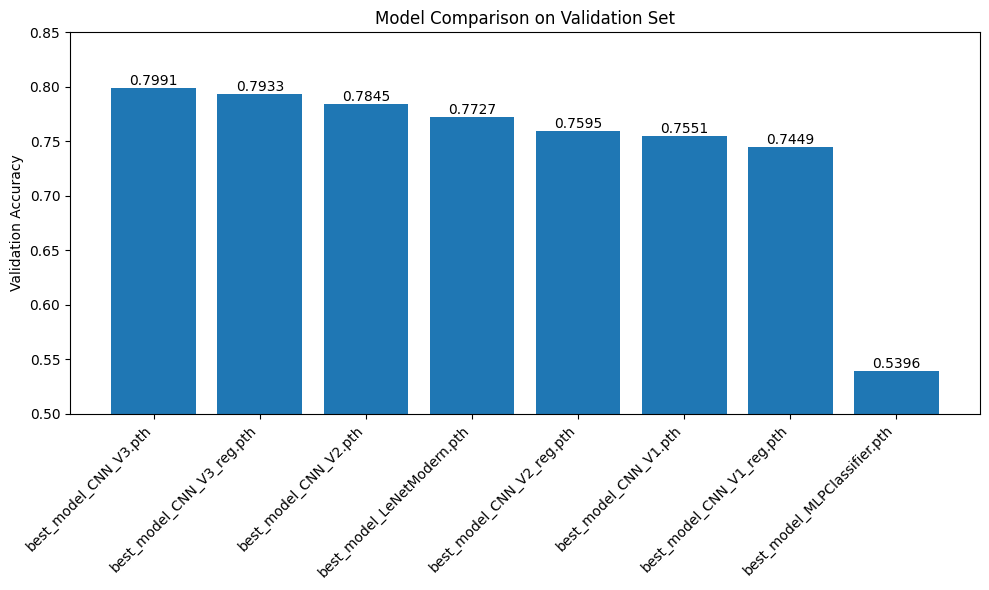 Model Comparison on Validation Set
Validation Accuracy
0.85
0.80
0.75
0.70
0.65
0.60
0.55
0.50
0.7991
0.7933
0.7845
0.7727
0.7595
0.7551
0.7449
0.5396
best_model_CNN_V3.pth
best_model_CNN_V3_reg.pth
best_model_CNN_V2.pth
best_model_LeNetModern.pth
best_model_CNN_V2_reg.pth
best_model_CNN_V1.pth
best_model_CNN_V1_reg.pth
best_model_MLPClassifier.pth